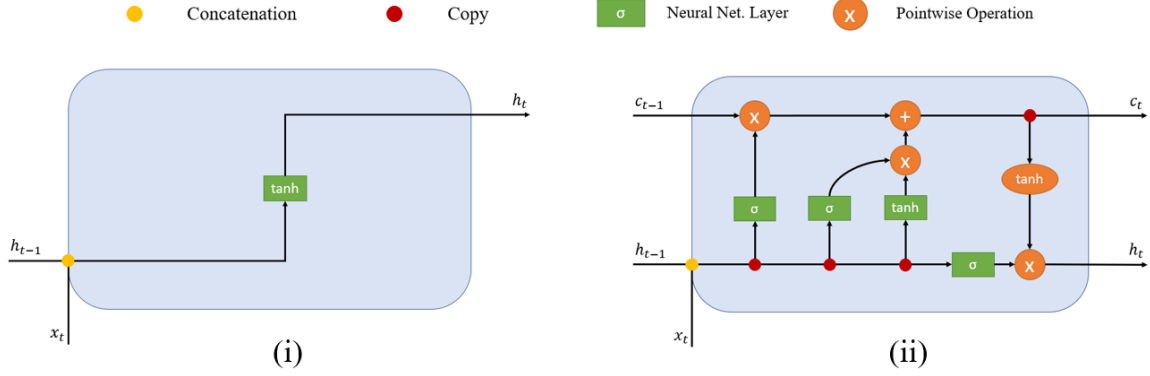 Concatenation Copy σ Neural Net. Layer X Pointwise Operation
h_t c_{t-1} X + c_t
X
tanh tanh
σ σ tanh
h_{t-1} h_{t-1} σ X h_t
x_t x_t
(i) (ii)